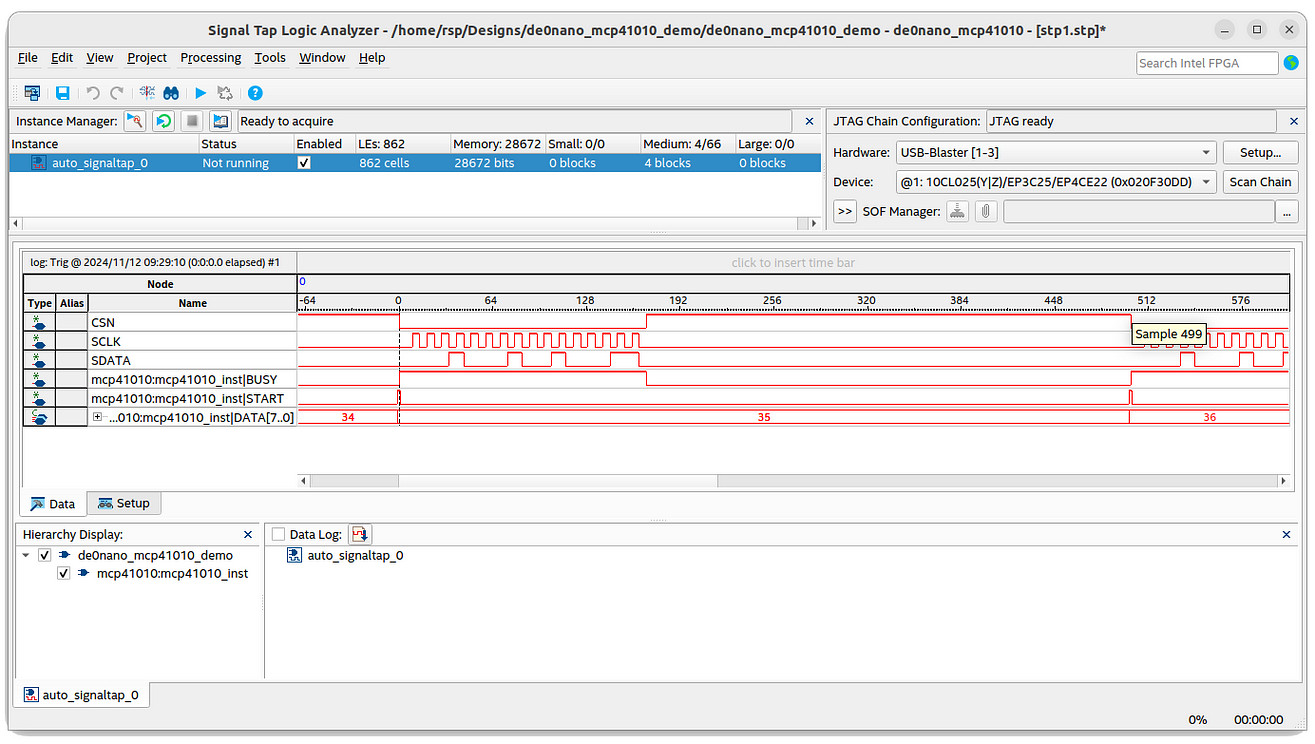 Signal Tap Logic Analyzer - /home/rsp/Designs/de0nano_mcp41010_demo/de0nano_mcp41010_demo - de0nano_mcp41010 - [stp1.stp]*
File Edit View Project Processing Tools Window Help
Search Intel FPGA
Instance Manager: Ready to acquire
Instance Status Enabled LEs: 862 Memory: 28672 Small: 0/0 Medium: 4/66 Large: 0/0
auto_signaltap_0 Not running 862 cells 28672 bits 0 blocks 4 blocks 0 blocks
JTAG Chain Configuration: JTAG ready
Hardware: USB-Blaster [1-3] Setup...
Device: @1: 10CL025(Y|Z)/EP3C25/EP4CE22 (0x020F30DD) Scan Chain
>> SOF Manager: ...
log: Trig @ 2024/11/12 09:29:10 (0:0:0.0 elapsed) #1 click to insert time bar
Node 0
Type Alias Name -64 0 64 128 192 256 320 384 448 512 576
CSN
Sample 499
SCLK
SDATA
mcp41010:mcp41010_inst|BUSY
mcp41010:mcp41010_inst|START
...010:mcp41010_inst|DATA[7..0] 34 35 36
Data Setup
Hierarchy Display:
de0nano_mcp41010_demo
mcp41010:mcp41010_inst
Data Log:
auto_signaltap_0
auto_signaltap_0
0% 00:00:00